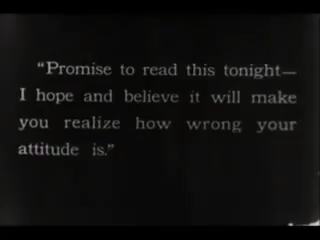 "Promise to read this tonight—
I hope and believe it will make
you realize how wrong your
attitude is."